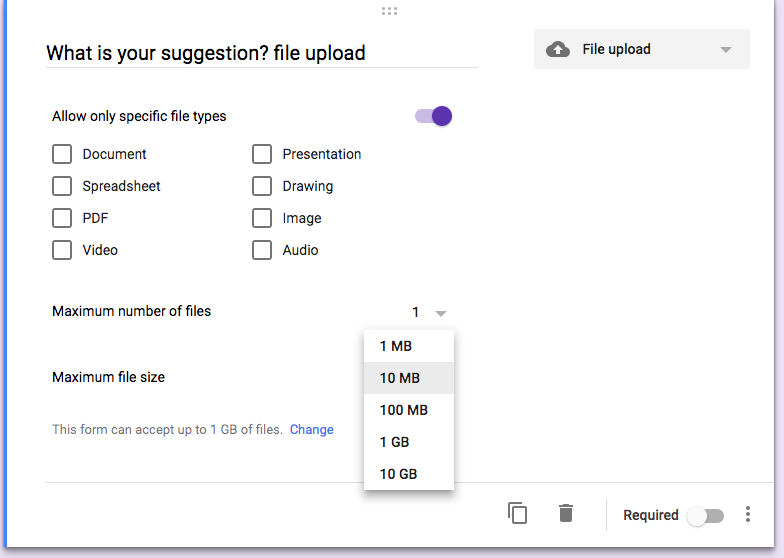 What is your suggestion? file upload
File upload
Allow only specific file types
Document
Presentation
Spreadsheet
Drawing
PDF
Image
Video
Audio
Maximum number of files
1
1 MB
Maximum file size
10 MB
100 MB
This form can accept up to 1 GB of files. Change
1 GB
10 GB
Required